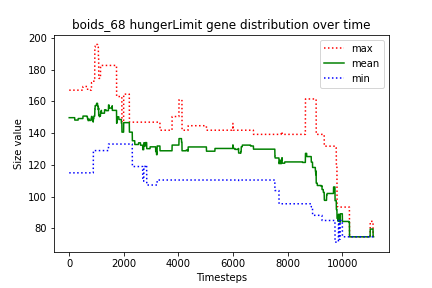 boids_68 hungerLimit gene distribution over time
max
mean
min
Size value
200
180
160
140
120
100
80
0
2000
4000
6000
8000
10000
Timesteps